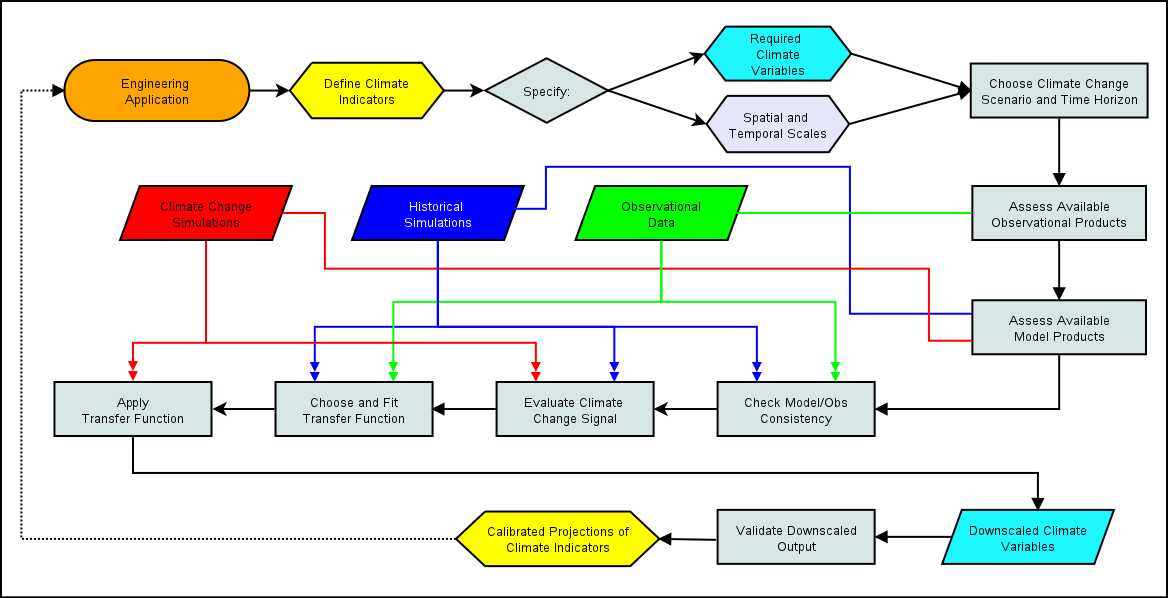 Engineering
Application
Define Climate
Indicators
Specify:
Required
Climate
Variables
Spatial and
Temporal Scales
Choose Climate Change
Scenario and Time Horizon
Climate Change
Simulations
Historical
Simulations
Observational
Data
Assess Available
Observational Products
Assess Available
Model Products
Apply
Transfer Function
Choose and Fit
Transfer Function
Evaluate Climate
Change Signal
Check Model/Obs
Consistency
Calibrated Projections of
Climate Indicators
Validate Downscaled
Output
Downscaled Climate
Variables